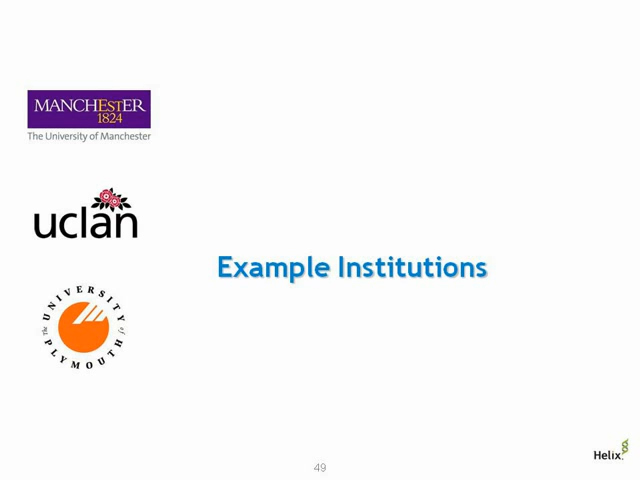 MANCHESTER
1824
The University of Manchester
uclan
Example Institutions
The UNIVERSITY of PLYMOUTH
Helix
49